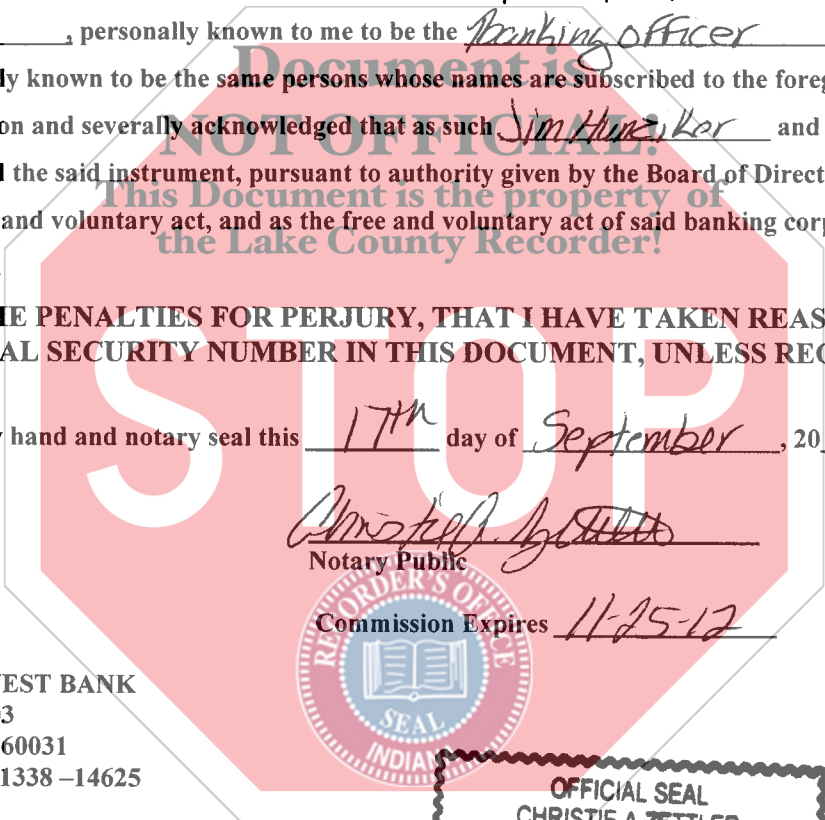 , personally known to me to be the Banking officer
ly known to be the same persons whose names are subscribed to the foreg
Document is
on and severally acknowledged that as such Jim Hunziker and
NOT OFFICIAL!
the said instrument, pursuant to authority given by the Board of Direct
This Document is the property of
and voluntary act, and as the free and voluntary act of said banking corp
the Lake County Recorder!
E PENALTIES FOR PERJURY, THAT I HAVE TAKEN REAS
AL SECURITY NUMBER IN THIS DOCUMENT, UNLESS REQ
STOP
hand and notary seal this 17th day of September, 20
Notary Public
Commission Expires 11-25-12
RECORDER'S OFFICE
SEAL
INDIANA
EST BANK
3
60031
1338 –14625
OFFICIAL SEAL
CHRISTIE A ZETTLER